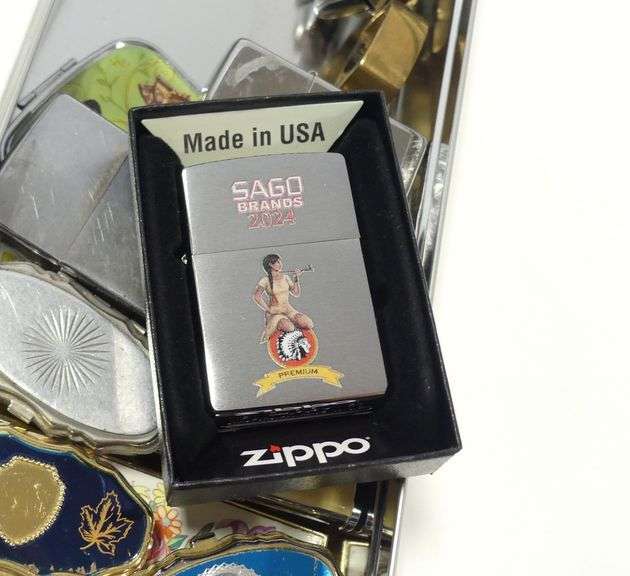 Made in USA
SAGO
BRANDS
2024
PREMIUM
zippo